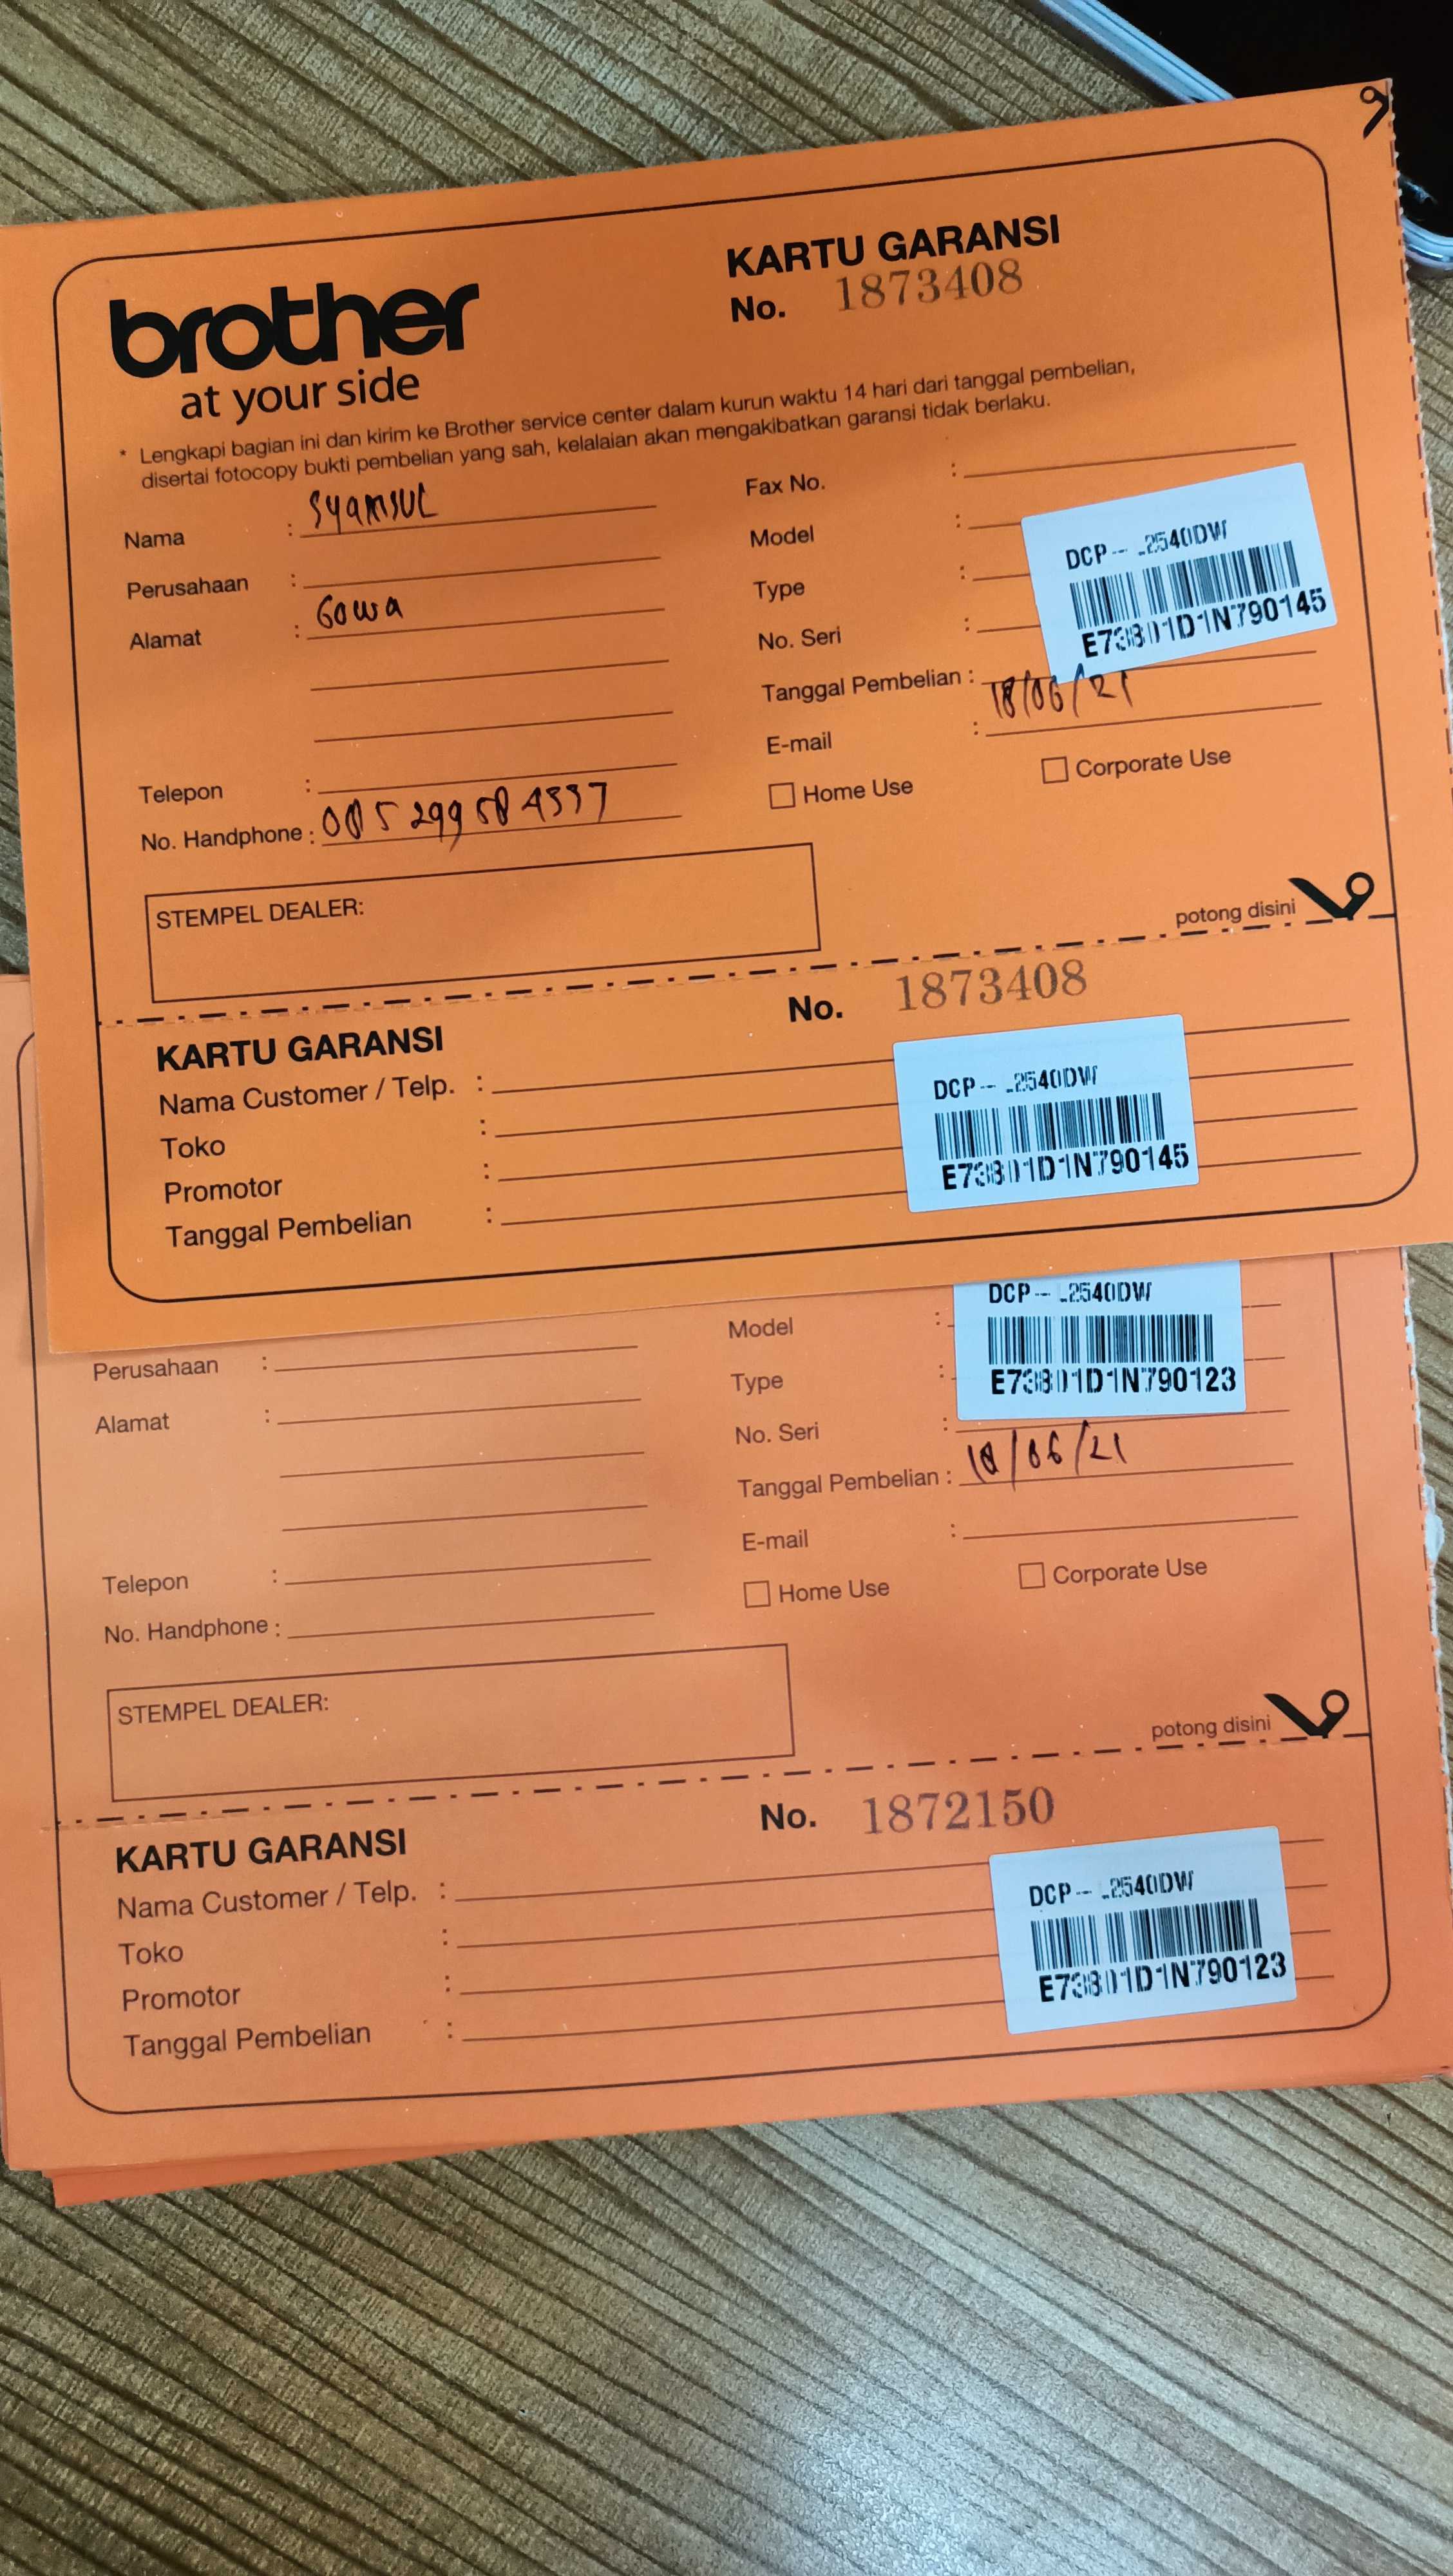 brother
at your side
KARTU GARANSI
No. 1873408
* Lengkapi bagian ini dan kirim ke Brother service center dalam kurun waktu 14 hari dari tanggal pembelian,
disertai fotocopy bukti pembelian yang sah, kelalaian akan mengakibatkan garansi tidak berlaku.
Nama : Syamsul
Perusahaan :
Alamat : Gowa
Telepon :
No. Handphone : 085299584337
Fax No. :
Model :
Type :
No. Seri :
DCP-L2540DW
E73801D1N790145
Tanggal Pembelian : 18/06/21
E-mail :
Home Use
Corporate Use
STEMPEL DEALER:
potong disini
KARTU GARANSI
No. 1873408
Nama Customer / Telp. :
Toko :
Promotor :
Tanggal Pembelian :
DCP-L2540DW
E73801D1N790145
Perusahaan :
Alamat :
Telepon :
No. Handphone :
Model :
Type :
No. Seri :
DCP-L2540DW
E73801D1N790123
Tanggal Pembelian : 18/06/21
E-mail :
Home Use
Corporate Use
STEMPEL DEALER:
potong disini
KARTU GARANSI
No. 1872150
Nama Customer / Telp. :
Toko :
Promotor :
Tanggal Pembelian :
DCP-L2540DW
E73801D1N790123